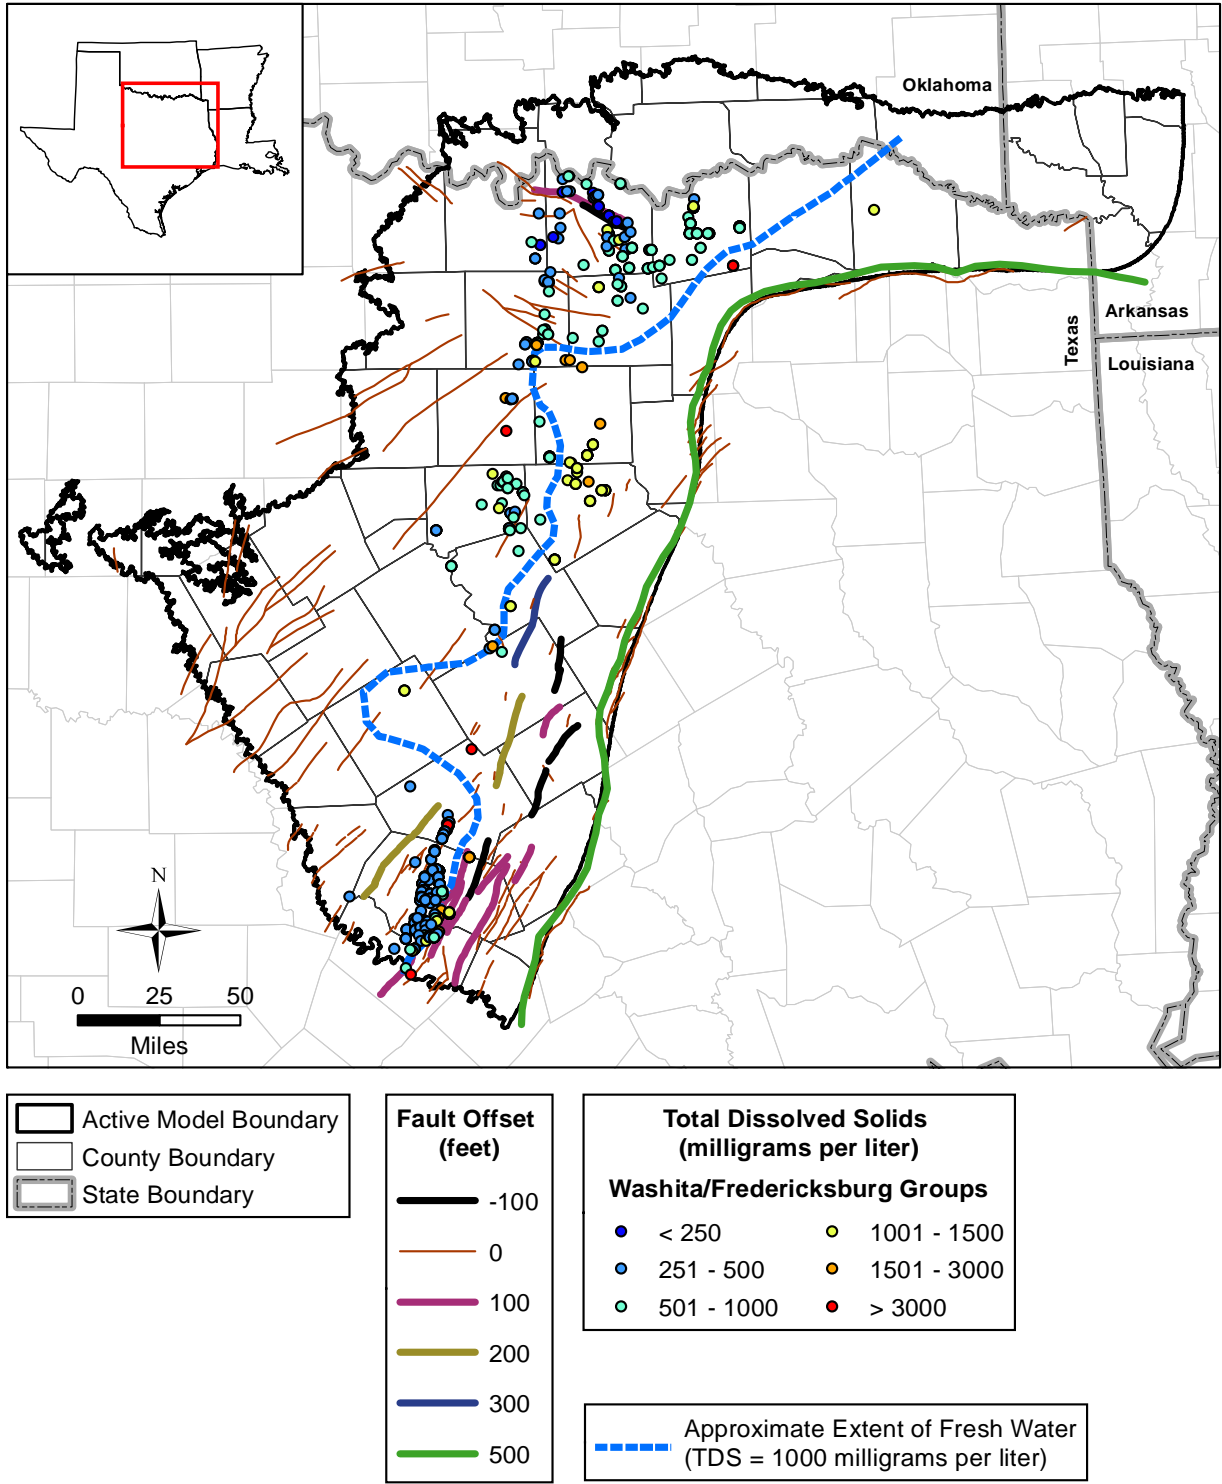 Oklahoma
Arkansas
Texas
Louisiana
N
0 25 50
Miles
Active Model Boundary
County Boundary
State Boundary
Fault Offset
(feet)
-100
0
100
200
300
500
Total Dissolved Solids
(milligrams per liter)
Washita/Fredericksburg Groups
< 250
251 - 500
501 - 1000
1001 - 1500
1501 - 3000
> 3000
Approximate Extent of Fresh Water
(TDS = 1000 milligrams per liter)